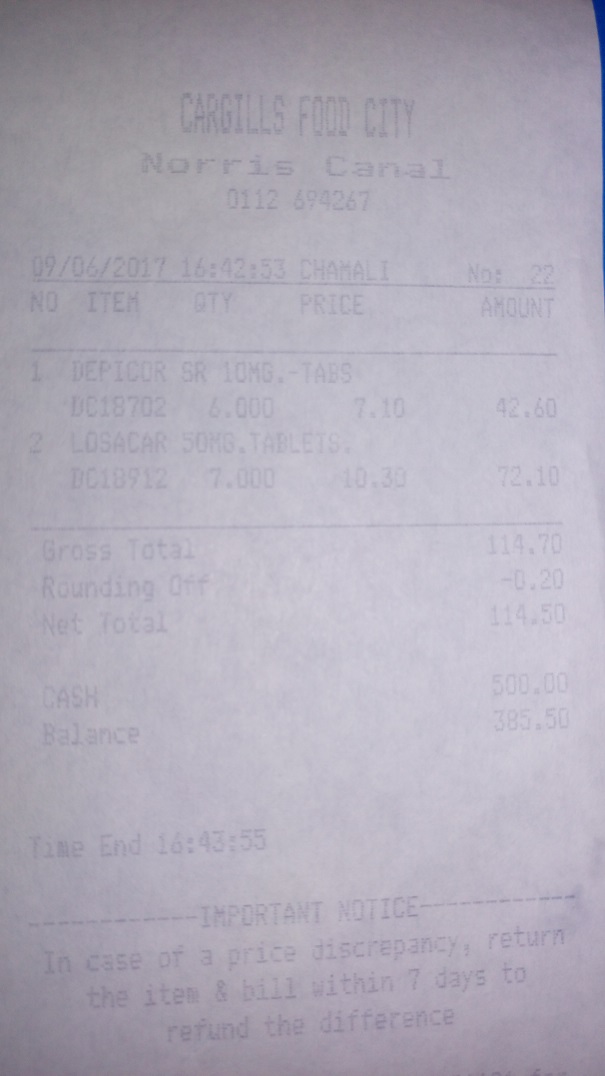 CARGILLS FOOD CITY
Norris Canal
0112 694267
09/06/2017 16:42:53 CHAMALI No: 22
NO ITEM QTY PRICE AMOUNT
1 DEPICOR SR 10MG.-TABS
DC18702 6.000 7.10 42.60
2 LOSACAR 50MG.TABLETS.
DC18912 7.000 10.30 72.10
Gross Total 114.70
Rounding Off -0.20
Net Total 114.50
CASH 500.00
Balance 385.50
Time End 16:43:55
------------IMPORTANT NOTICE------------
In case of a price discrepancy, return
the item & bill within 7 days to
refund the difference